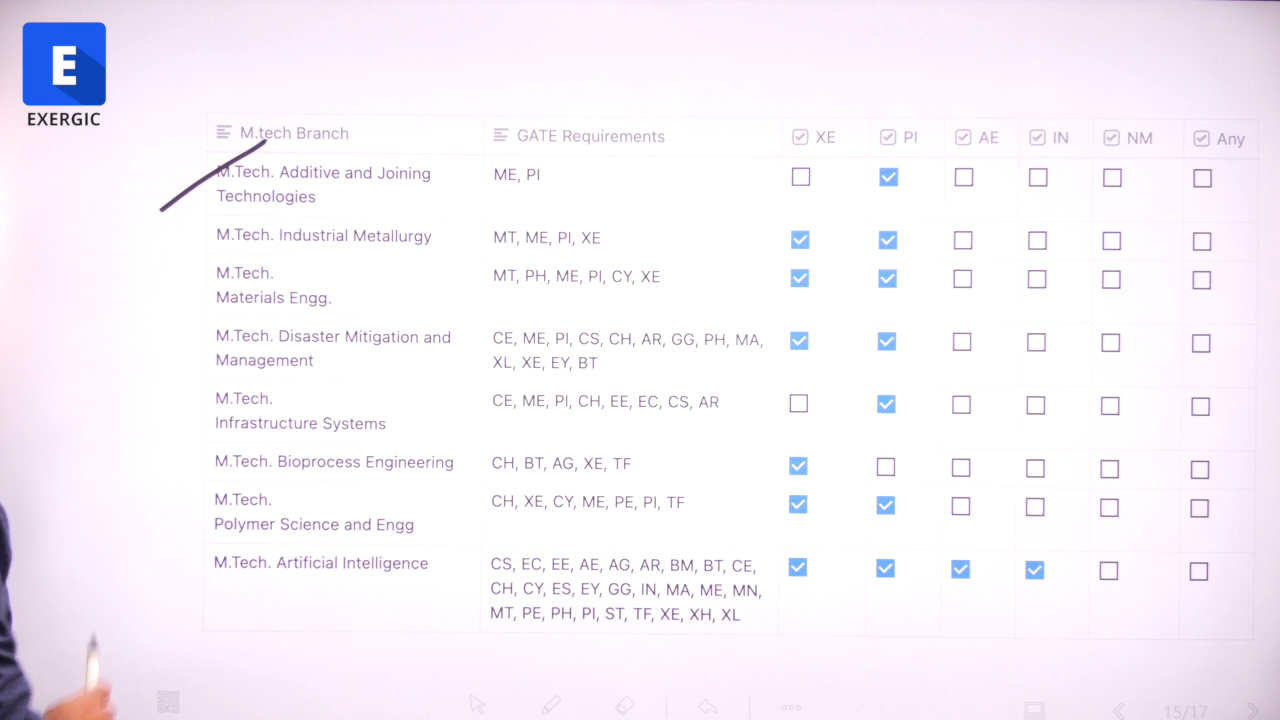 E
EXERGIC
M.tech Branch GATE Requirements XE PI AE IN NM Any
M.Tech. Additive and Joining
Technologies
ME, PI
M.Tech. Industrial Metallurgy
MT, ME, PI, XE
M.Tech.
Materials Engg.
MT, PH, ME, PI, CY, XE
M.Tech. Disaster Mitigation and
Management
CE, ME, PI, CS, CH, AR, GG, PH, MA,
XL, XE, EY, BT
M.Tech.
Infrastructure Systems
CE, ME, PI, CH, EE, EC, CS, AR
M.Tech. Bioprocess Engineering
CH, BT, AG, XE, TF
M.Tech.
Polymer Science and Engg
CH, XE, CY, ME, PE, PI, TF
M.Tech. Artificial Intelligence
CS, EC, EE, AE, AG, AR, BM, BT, CE,
CH, CY, ES, EY, GG, IN, MA, ME, MN,
MT, PE, PH, PI, ST, TF, XE, XH, XL
15/17